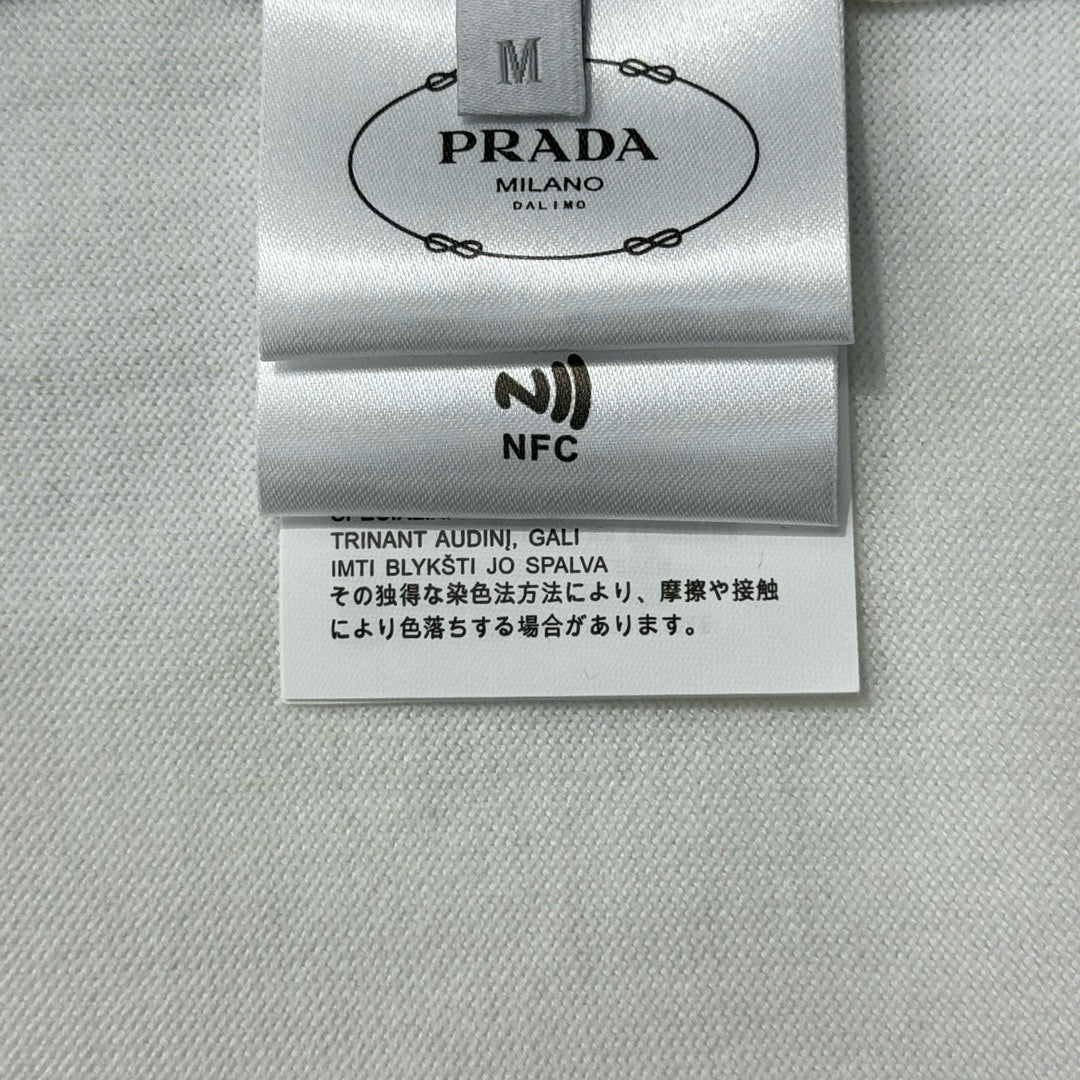 M
PRADA
MILANO
DALIMO
NFC
TRINANT AUDINĮ, GALI
IMTI BLYKŠTI JO SPALVA
その独得な染色法方法により、摩擦や接触
により色落ちする場合があります。